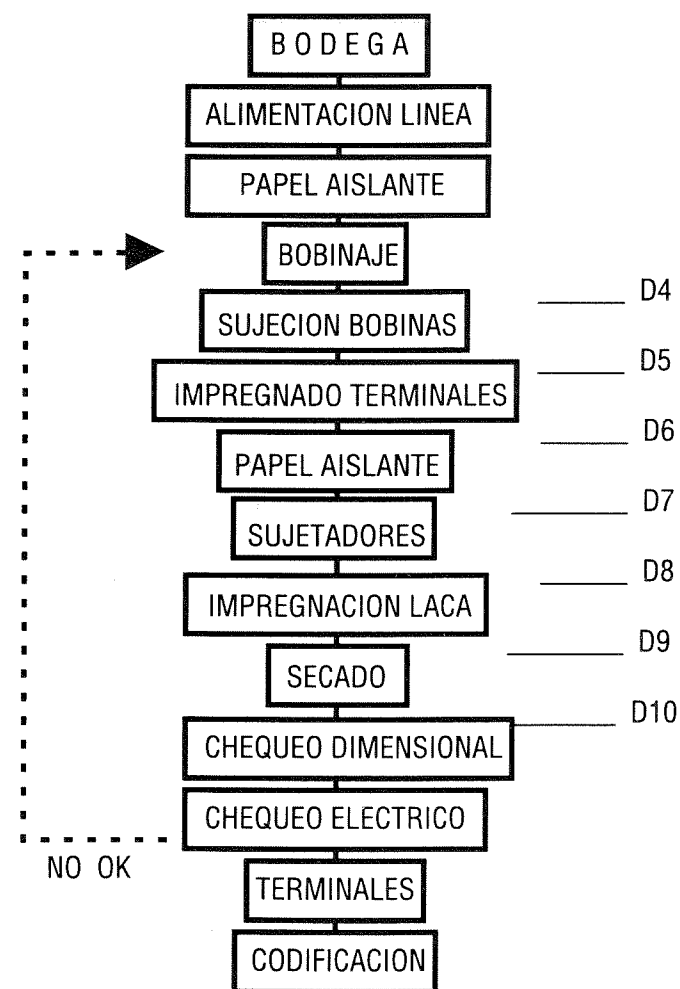 BODEGA
ALIMENTACION LINEA
PAPEL AISLANTE
BOBINAJE
SUJECION BOBINAS
D4
IMPREGNADO TERMINALES
D5
PAPEL AISLANTE
D6
SUJETADORES
D7
IMPREGNACION LACA
D8
SECADO
D9
CHEQUEO DIMENSIONAL
D10
CHEQUEO ELECTRICO
NO OK
TERMINALES
CODIFICACION